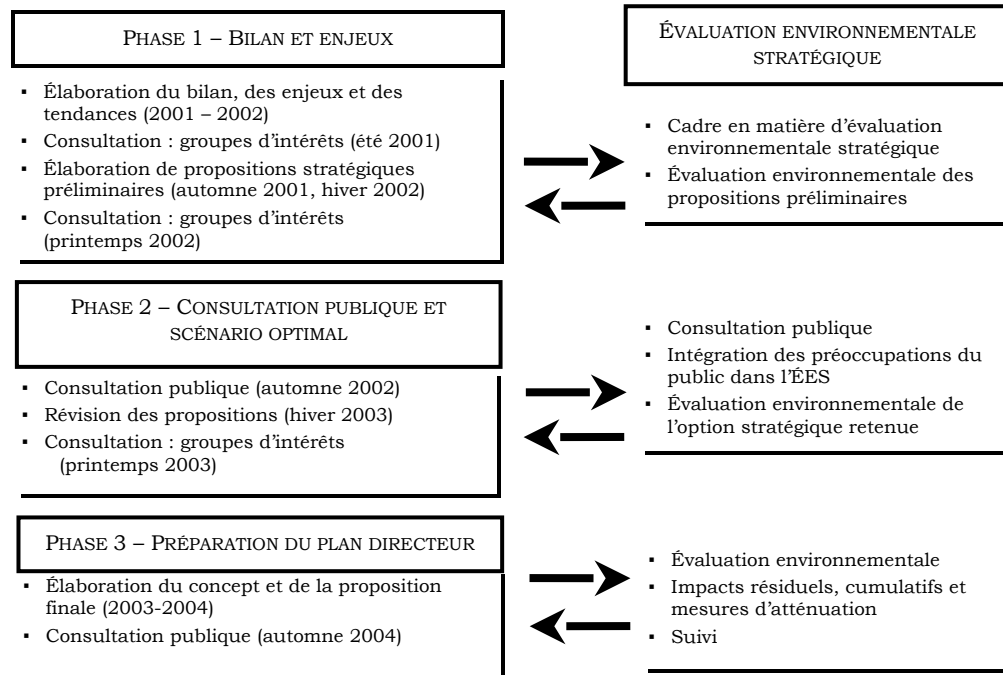 PHASE 1 – BILAN ET ENJEUX
▪ Élaboration du bilan, des enjeux et des
tendances (2001 – 2002)
▪ Consultation : groupes d'intérêts (été 2001)
▪ Élaboration de propositions stratégiques
préliminaires (automne 2001, hiver 2002)
▪ Consultation : groupes d'intérêts
(printemps 2002)
ÉVALUATION ENVIRONNEMENTALE
STRATÉGIQUE
▪ Cadre en matière d'évaluation
environnementale stratégique
▪ Évaluation environnementale des
propositions préliminaires
PHASE 2 – CONSULTATION PUBLIQUE ET
SCÉNARIO OPTIMAL
▪ Consultation publique (automne 2002)
▪ Révision des propositions (hiver 2003)
▪ Consultation : groupes d'intérêts
(printemps 2003)
▪ Consultation publique
▪ Intégration des préoccupations du
public dans l'ÉES
▪ Évaluation environnementale de
l'option stratégique retenue
PHASE 3 – PRÉPARATION DU PLAN DIRECTEUR
▪ Élaboration du concept et de la proposition
finale (2003-2004)
▪ Consultation publique (automne 2004)
▪ Évaluation environnementale
▪ Impacts résiduels, cumulatifs et
mesures d'atténuation
▪ Suivi